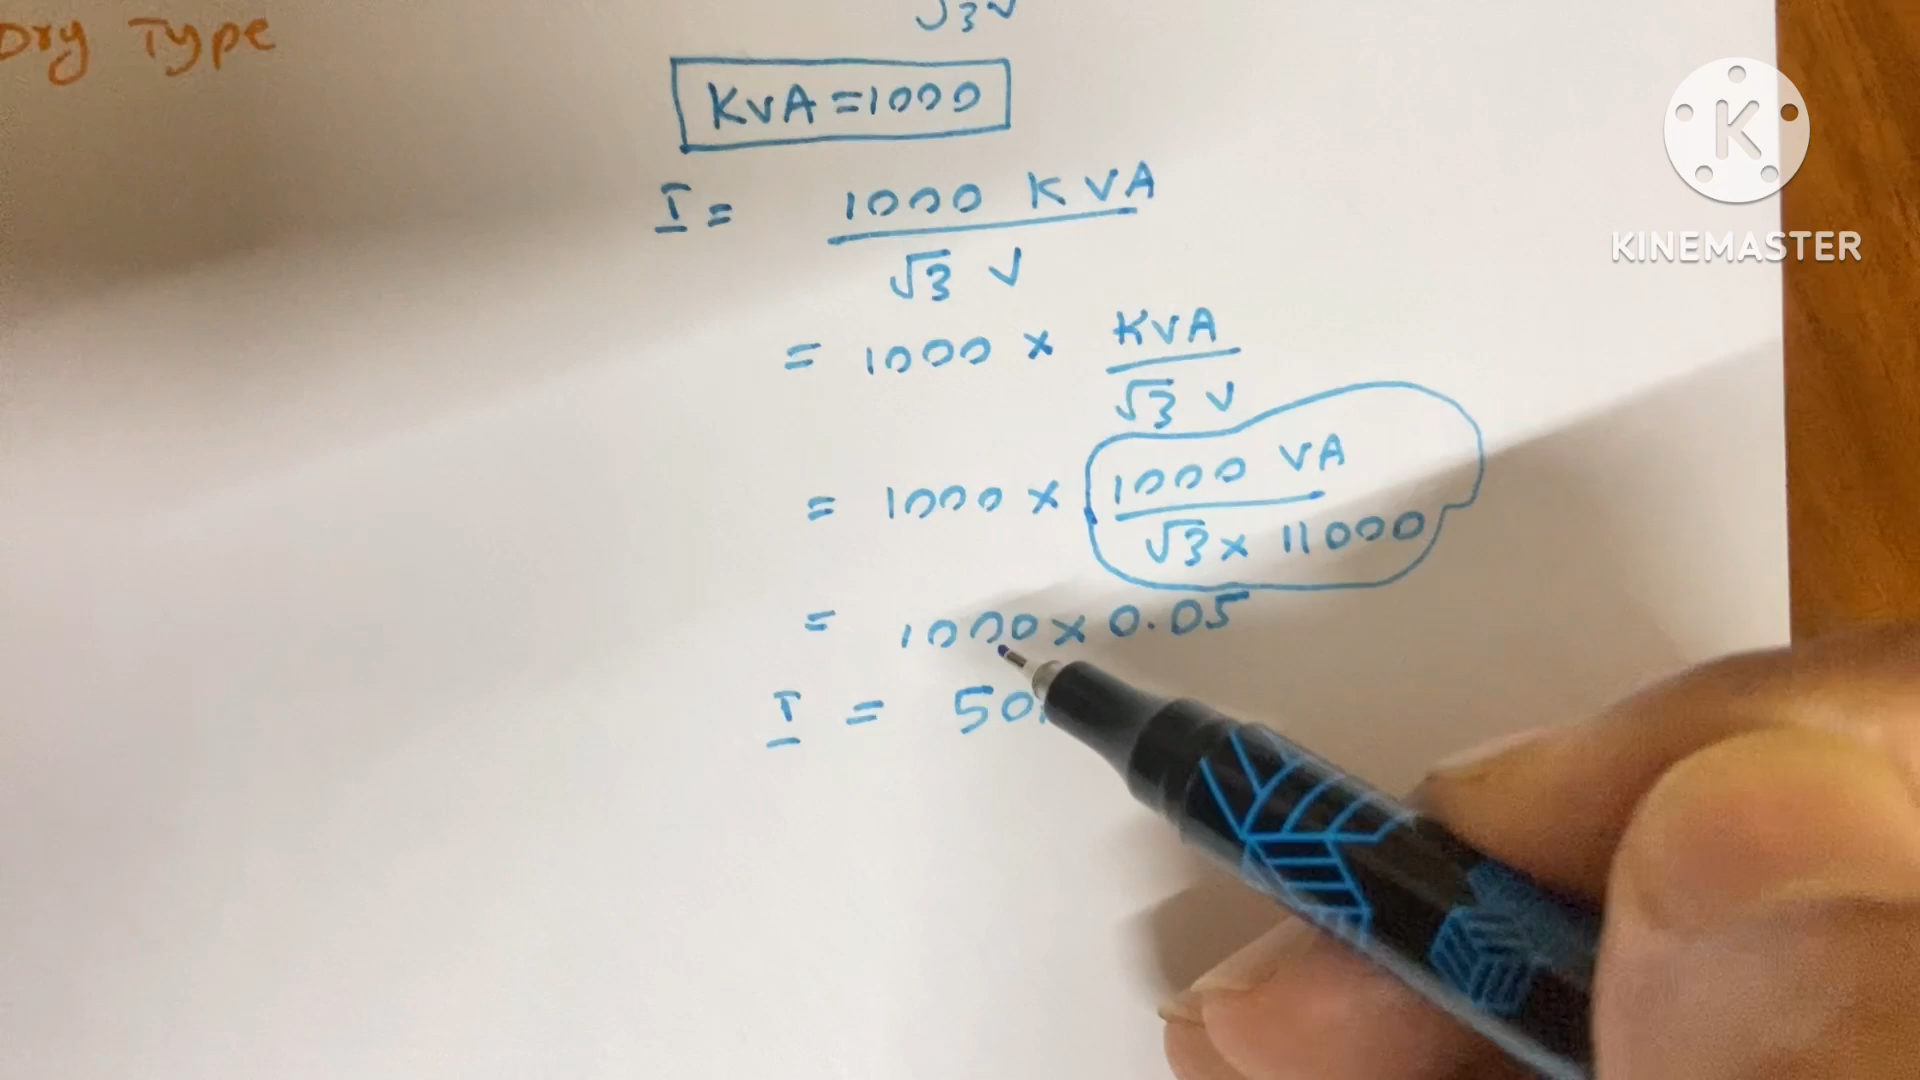 Dry Type
√3 V
KVA = 1000
I = 1000 KVA
√3 V
= 1000 × KVA
√3 V
= 1000 × 1000 VA
√3 × 11000
= 1000 × 0.05
I = 50
K
KINEMASTER